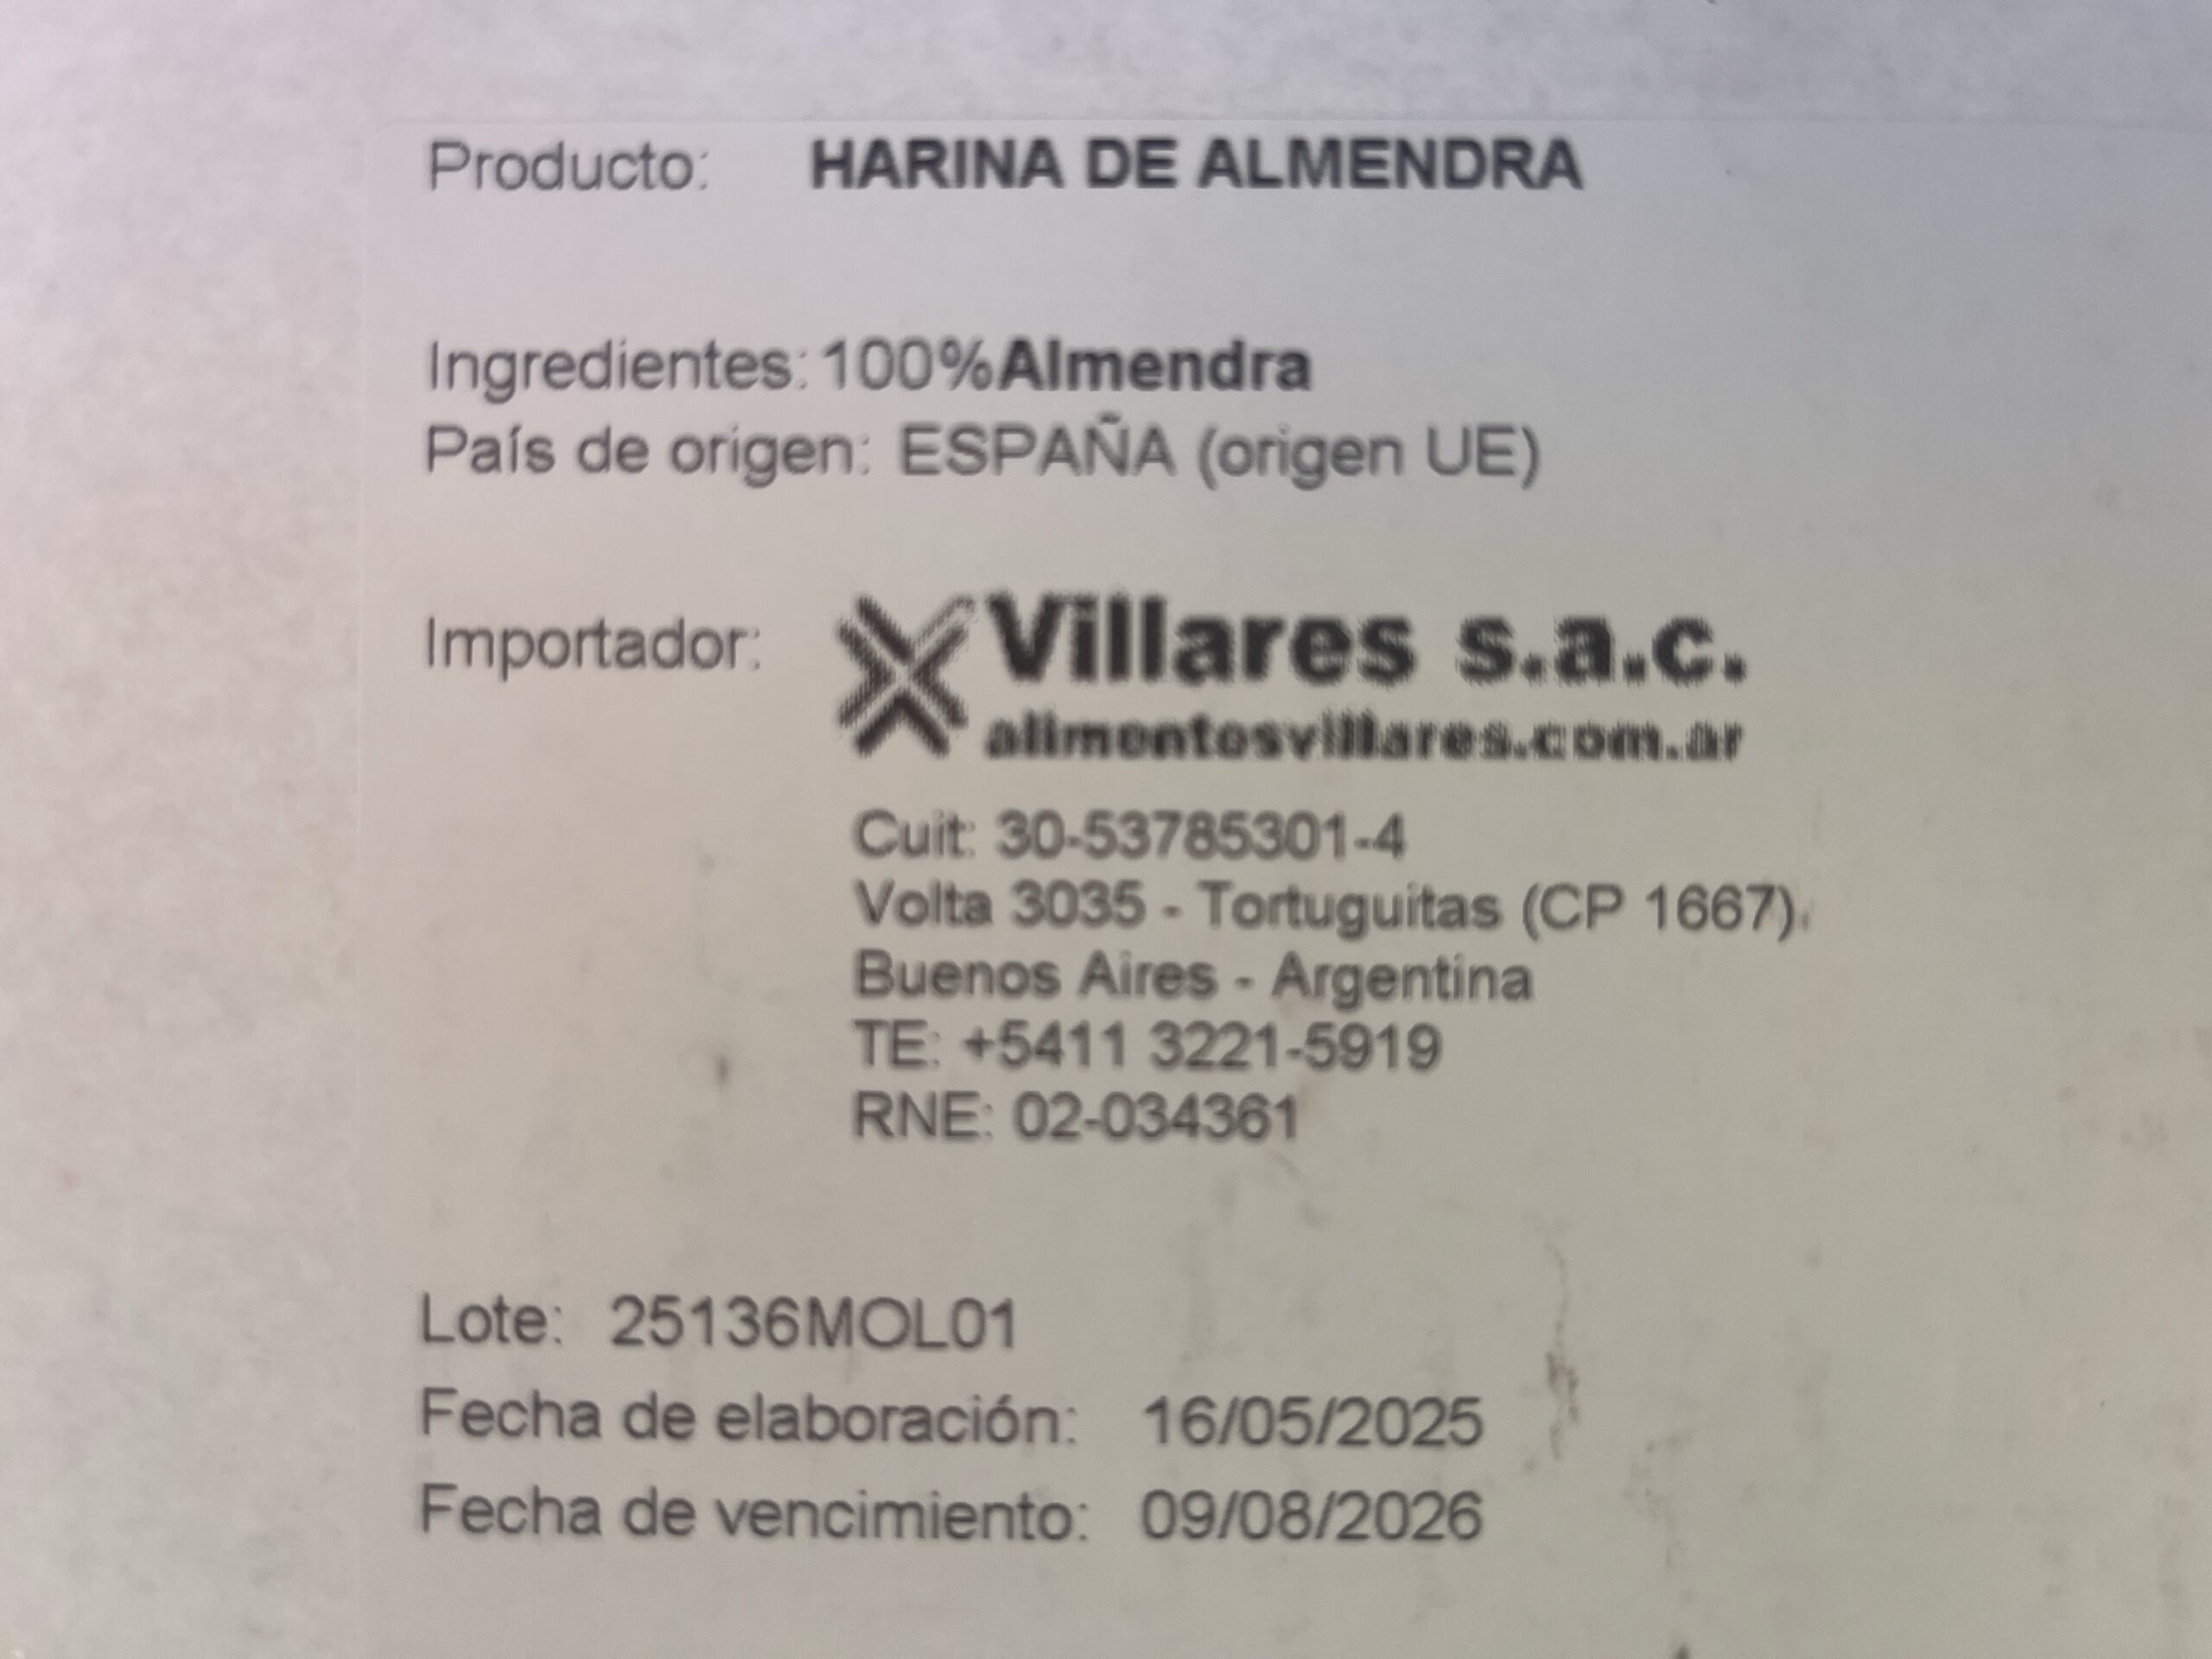 Producto: HARINA DE ALMENDRA
Ingredientes: 100%Almendra
País de origen: ESPAÑA (origen UE)
Importador: Villares s.a.c.
alimentosvillares.com.ar
Cuit: 30-53785301-4
Volta 3035 - Tortuguitas (CP 1667).
Buenos Aires - Argentina
TE: +5411 3221-5919
RNE: 02-034361
Lote: 25136MOL01
Fecha de elaboración: 16/05/2025
Fecha de vencimiento: 09/08/2026